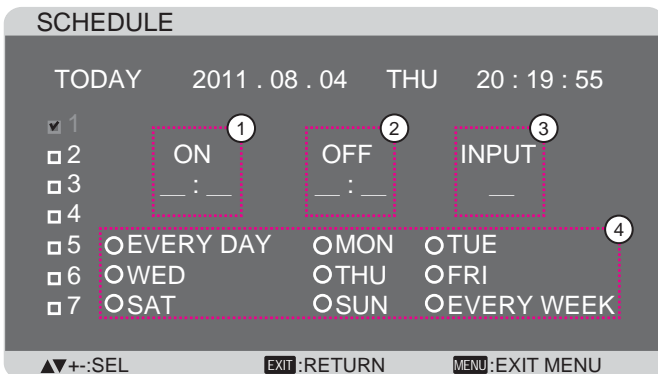 SCHEDULE
TODAY 2011 . 08 . 04 THU 20 : 19 : 55
1 2 3
1
2 ON OFF INPUT
3 __ : __ __ : __ __
4
4
5 EVERY DAY MON TUE
6 WED THU FRI
7 SAT SUN EVERY WEEK
▲▼+-:SEL EXIT:RETURN MENU:EXIT MENU